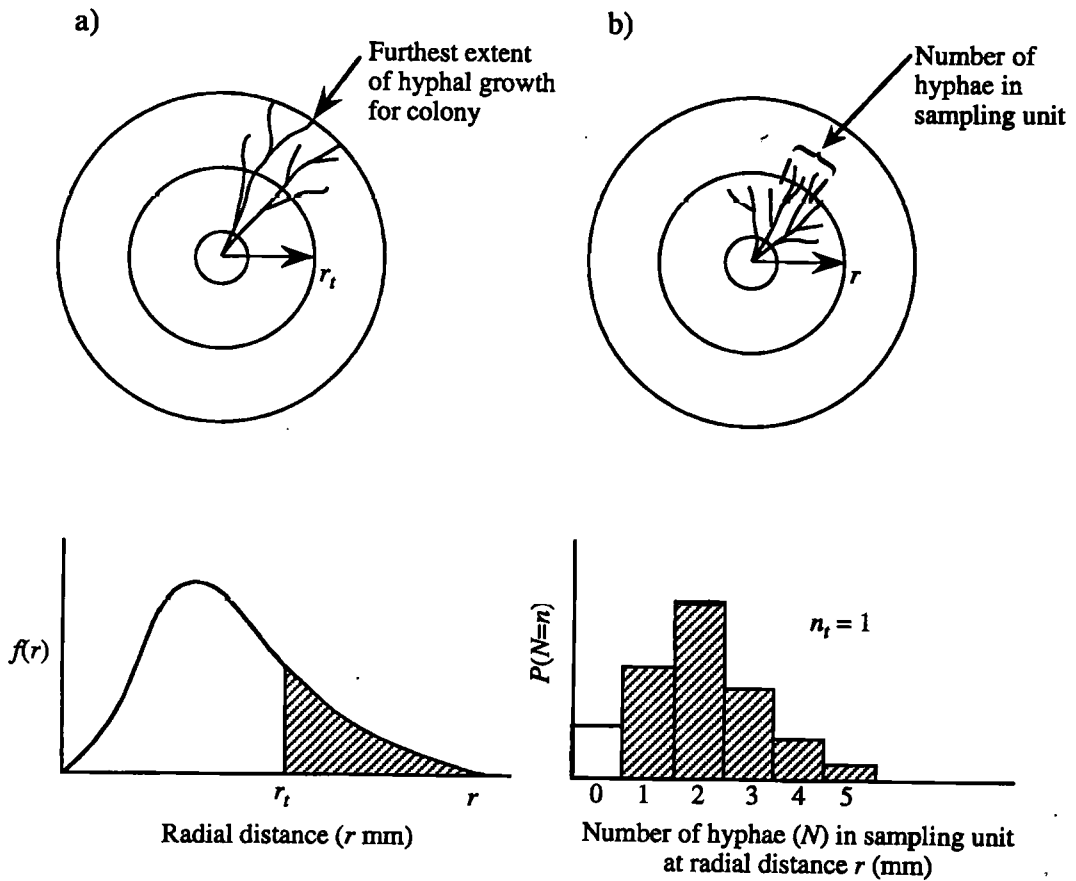 a)
Furthest extent
of hyphal growth
for colony
r_t
b)
Number of
hyphae in
sampling unit
r
f(r)
r_t
r
Radial distance (r mm)
P(N=n)
n_t = 1
0 1 2 3 4 5
Number of hyphae (N) in sampling unit
at radial distance r (mm)